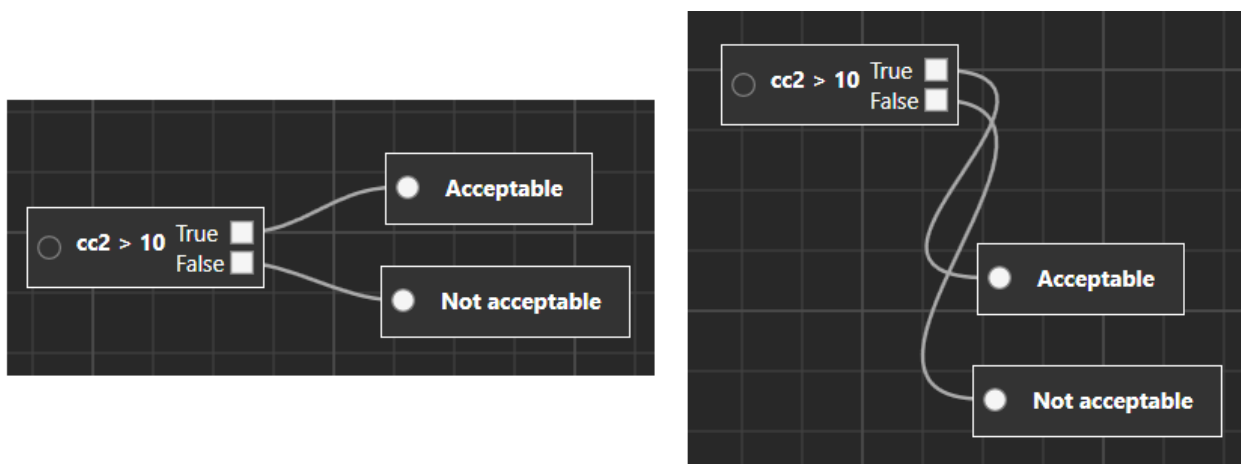 cc2 > 10 True
False
Acceptable
Not acceptable
cc2 > 10 True
False
Acceptable
Not acceptable